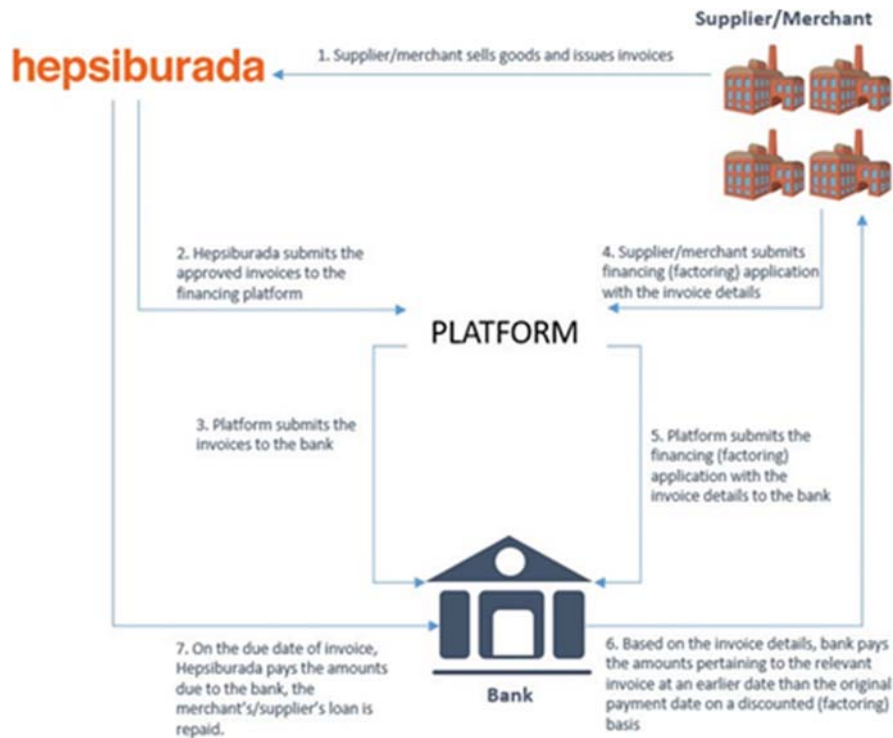 Supplier/Merchant
hepsiburada
1. Supplier/merchant sells goods and issues invoices
2. Hepsiburada submits the
approved invoices to the
financing platform
4. Supplier/merchant submits
financing (factoring) application
with the invoice details
PLATFORM
3. Platform submits the
invoices to the bank
5. Platform submits the
financing (factoring)
application with the
invoice details to the bank
7. On the due date of invoice,
Hepsiburada pays the amounts
due to the bank, the
merchant's/supplier's loan is
repaid.
Bank
6. Based on the invoice details, bank pays
the amounts pertaining to the relevant
invoice at an earlier date than the original
payment date on a discounted (factoring)
basis